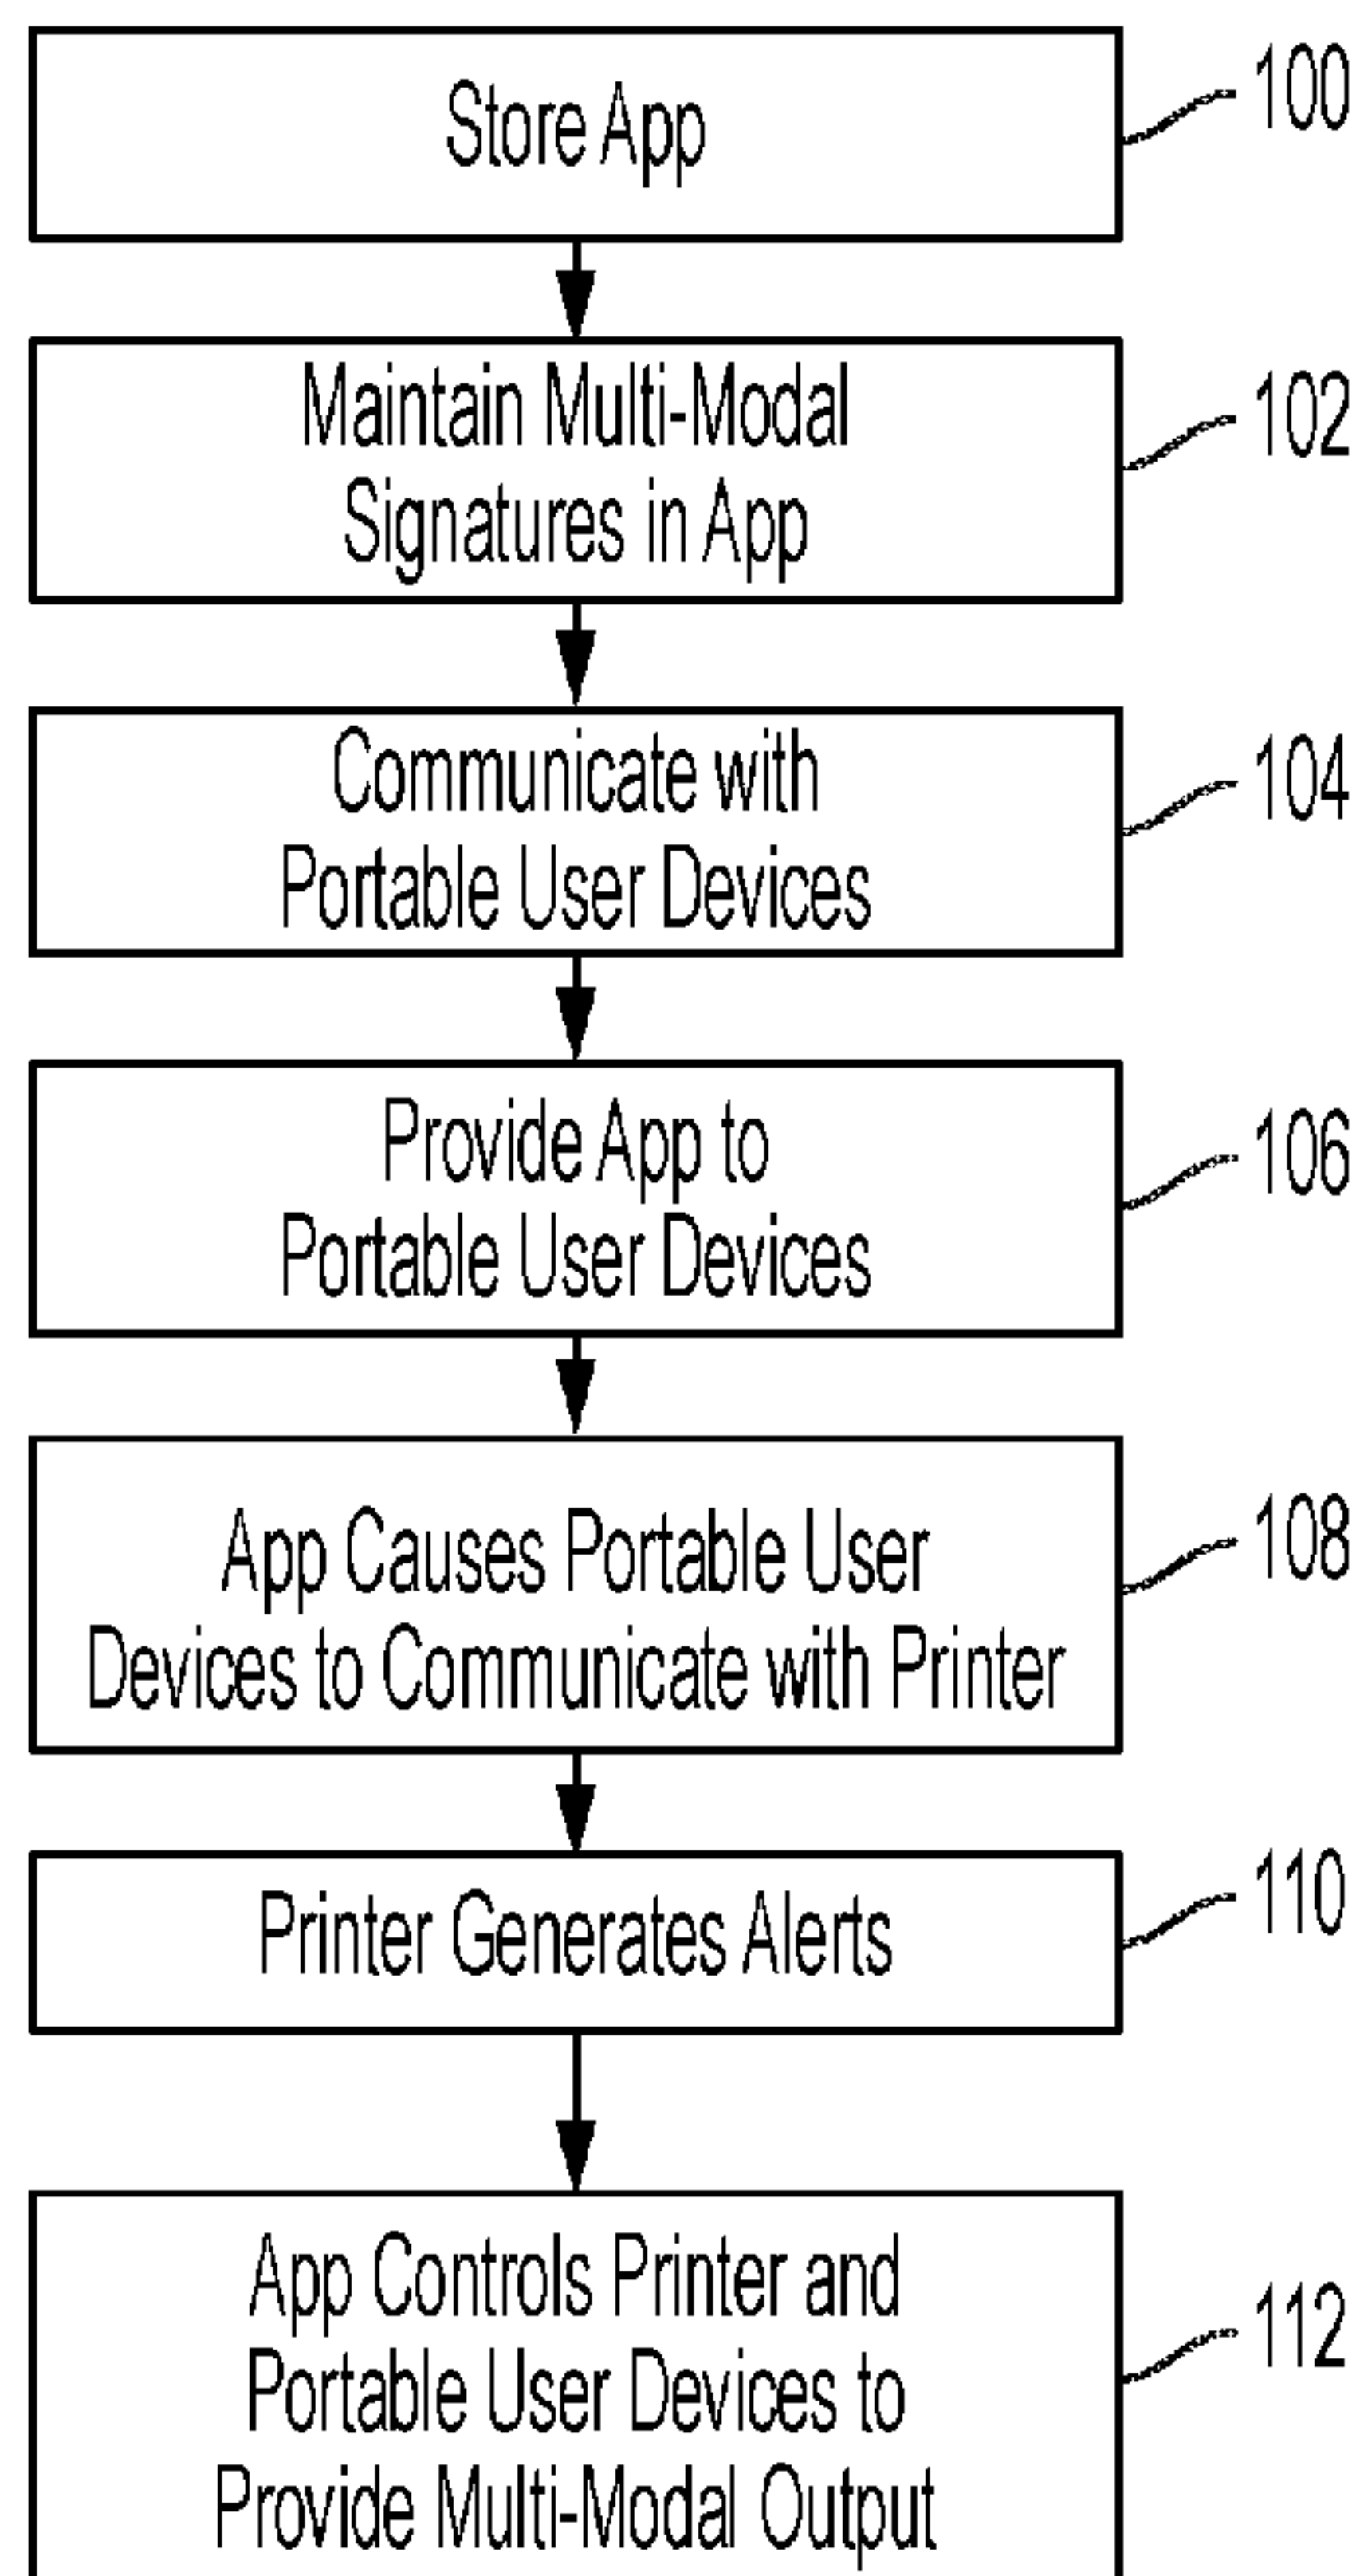 Store App
100
Maintain Multi-Modal
Signatures in App
102
Communicate with
Portable User Devices
104
Provide App to
Portable User Devices
106
App Causes Portable User
Devices to Communicate with Printer
108
Printer Generates Alerts
110
App Controls Printer and
Portable User Devices to
Provide Multi-Modal Output
112